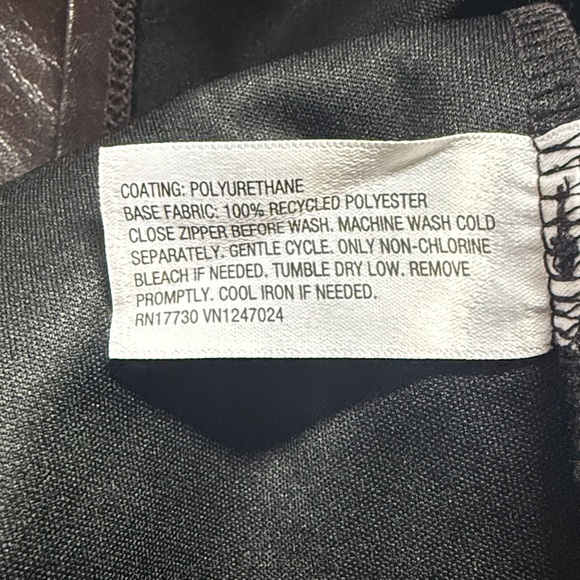 COATING: POLYURETHANE
BASE FABRIC: 100% RECYCLED POLYESTER
CLOSE ZIPPER BEFORE WASH. MACHINE WASH COLD
SEPARATELY. GENTLE CYCLE. ONLY NON-CHLORINE
BLEACH IF NEEDED. TUMBLE DRY LOW. REMOVE
PROMPTLY. COOL IRON IF NEEDED.
RN17730 VN1247024